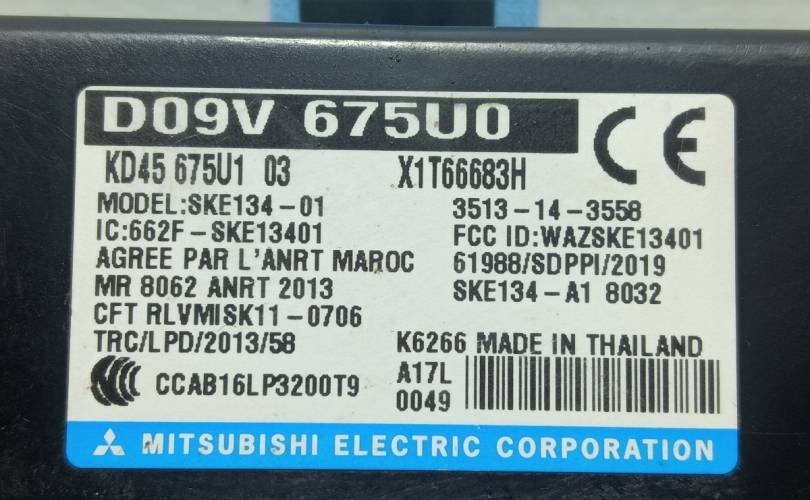 D09V 675U0
KD45 675U1 03 X1T66683H
MODEL:SKE134-01 3513-14-3558
IC:662F-SKE13401 FCC ID:WAZSKE13401
AGREE PAR L'ANRT MAROC 61988/SDPPI/2019
MR 8062 ANRT 2013 SKE134-A1 8032
CFT RLVMISK11-0706
TRC/LPD/2013/58 K6266 MADE IN THAILAND
CCAB16LP3200T9 A17L
0049
MITSUBISHI ELECTRIC CORPORATION